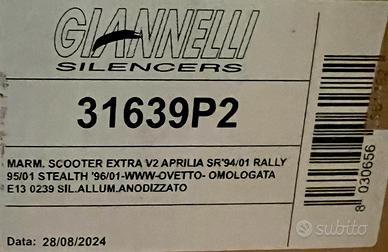 GIANNELLI
SILENCERS
31639P2
MARM. SCOOTER EXTRA V2 APRILIA SR'94/01 RALLY
95/01 STEALTH '96/01-WWW-OVETTO- OMOLOGATA
E13 0239 SIL.ALLUM.ANODIZZATO
Data: 28/08/2024
8 030656
subito